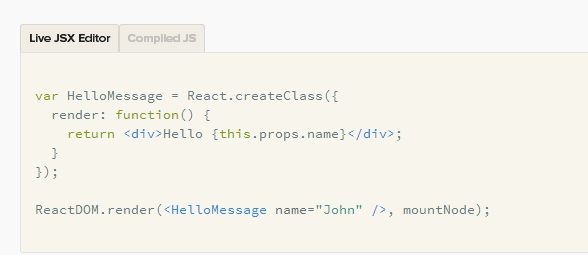 Live JSX Editor Compiled JS
var HelloMessage = React.createClass({
  render: function() {
    return <div>Hello {this.props.name}</div>;
  }
});
ReactDOM.render(<HelloMessage name="John" />, mountNode);